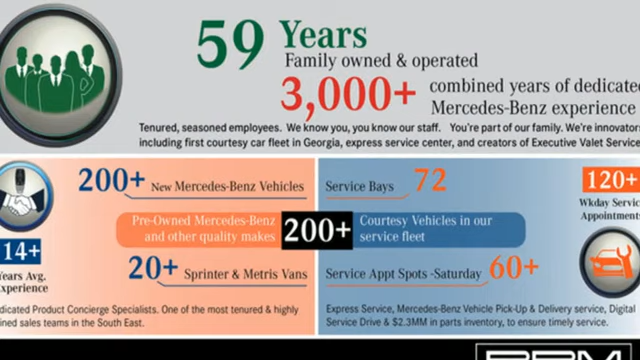 59 Years
Family owned & operated
3,000+ combined years of dedicated
Mercedes-Benz experience
Tenured, seasoned employees. We know you, you know our staff. You're part of our family. We're innovators
including first courtesy car fleet in Georgia, express service center, and creators of Executive Valet Service
200+ New Mercedes-Benz Vehicles
Pre-Owned Mercedes-Benz
and other quality makes
200+
20+ Sprinter & Metris Vans
14+
Years Avg.
Experience
dicated Product Concierge Specialists. One of the most tenured & highly
ined sales teams in the South East.
Service Bays 72
Courtesy Vehicles in our
service fleet
Service Appt Spots -Saturday 60+
120+
Wkday Servic
Appointments
Express Service, Mercedes-Benz Vehicle Pick-Up & Delivery service, Digital
Service Drive & $2.3MM in parts inventory, to ensure timely service.